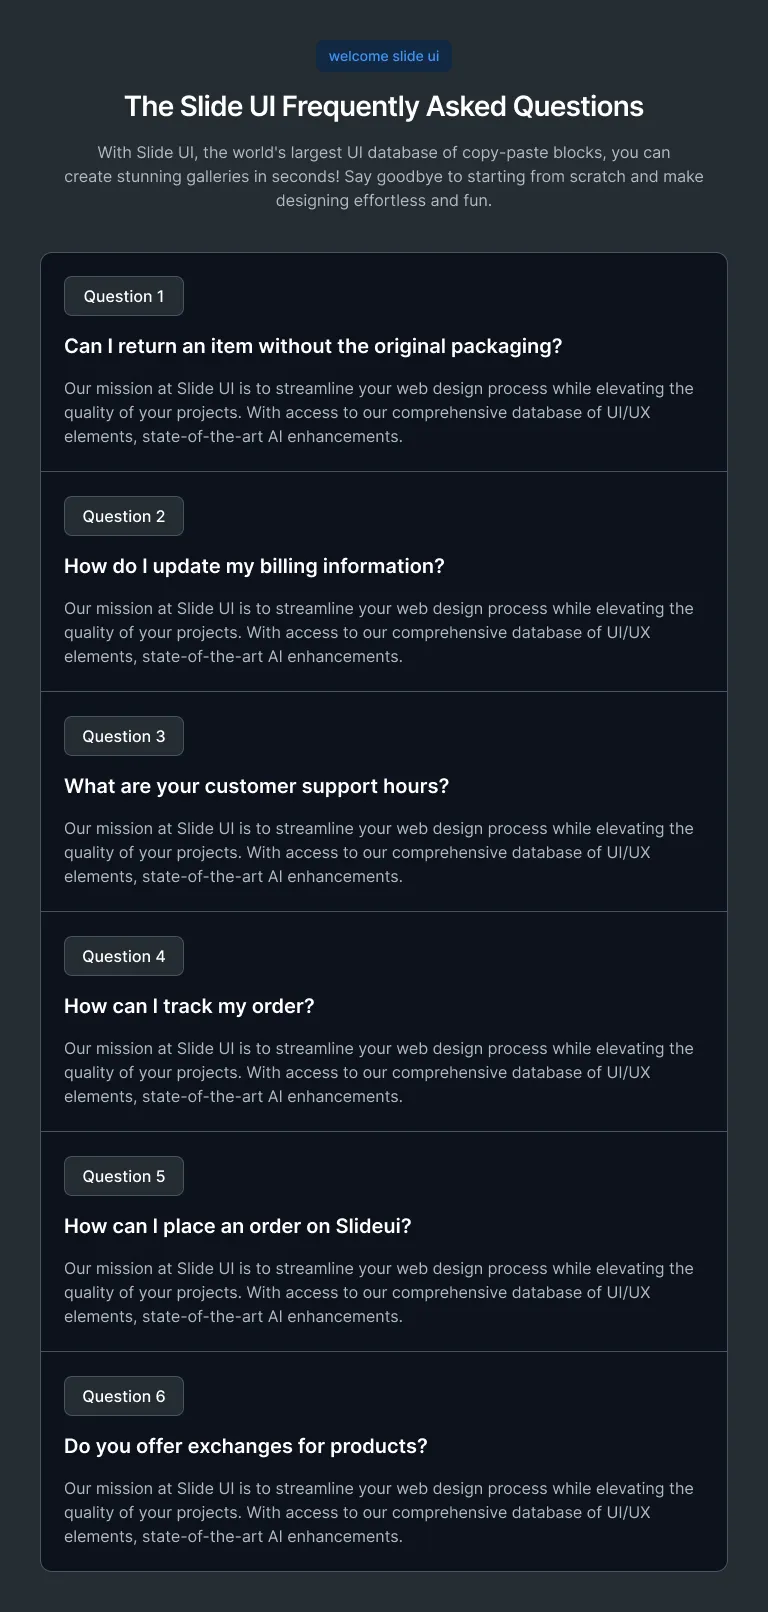 welcome slide ui
The Slide UI Frequently Asked Questions
With Slide UI, the world's largest UI database of copy-paste blocks, you can
create stunning galleries in seconds! Say goodbye to starting from scratch and make
designing effortless and fun.
Question 1
Can I return an item without the original packaging?
Our mission at Slide UI is to streamline your web design process while elevating the
quality of your projects. With access to our comprehensive database of UI/UX
elements, state-of-the-art AI enhancements.
Question 2
How do I update my billing information?
Our mission at Slide UI is to streamline your web design process while elevating the
quality of your projects. With access to our comprehensive database of UI/UX
elements, state-of-the-art AI enhancements.
Question 3
What are your customer support hours?
Our mission at Slide UI is to streamline your web design process while elevating the
quality of your projects. With access to our comprehensive database of UI/UX
elements, state-of-the-art AI enhancements.
Question 4
How can I track my order?
Our mission at Slide UI is to streamline your web design process while elevating the
quality of your projects. With access to our comprehensive database of UI/UX
elements, state-of-the-art AI enhancements.
Question 5
How can I place an order on Slideui?
Our mission at Slide UI is to streamline your web design process while elevating the
quality of your projects. With access to our comprehensive database of UI/UX
elements, state-of-the-art AI enhancements.
Question 6
Do you offer exchanges for products?
Our mission at Slide UI is to streamline your web design process while elevating the
quality of your projects. With access to our comprehensive database of UI/UX
elements, state-of-the-art AI enhancements.